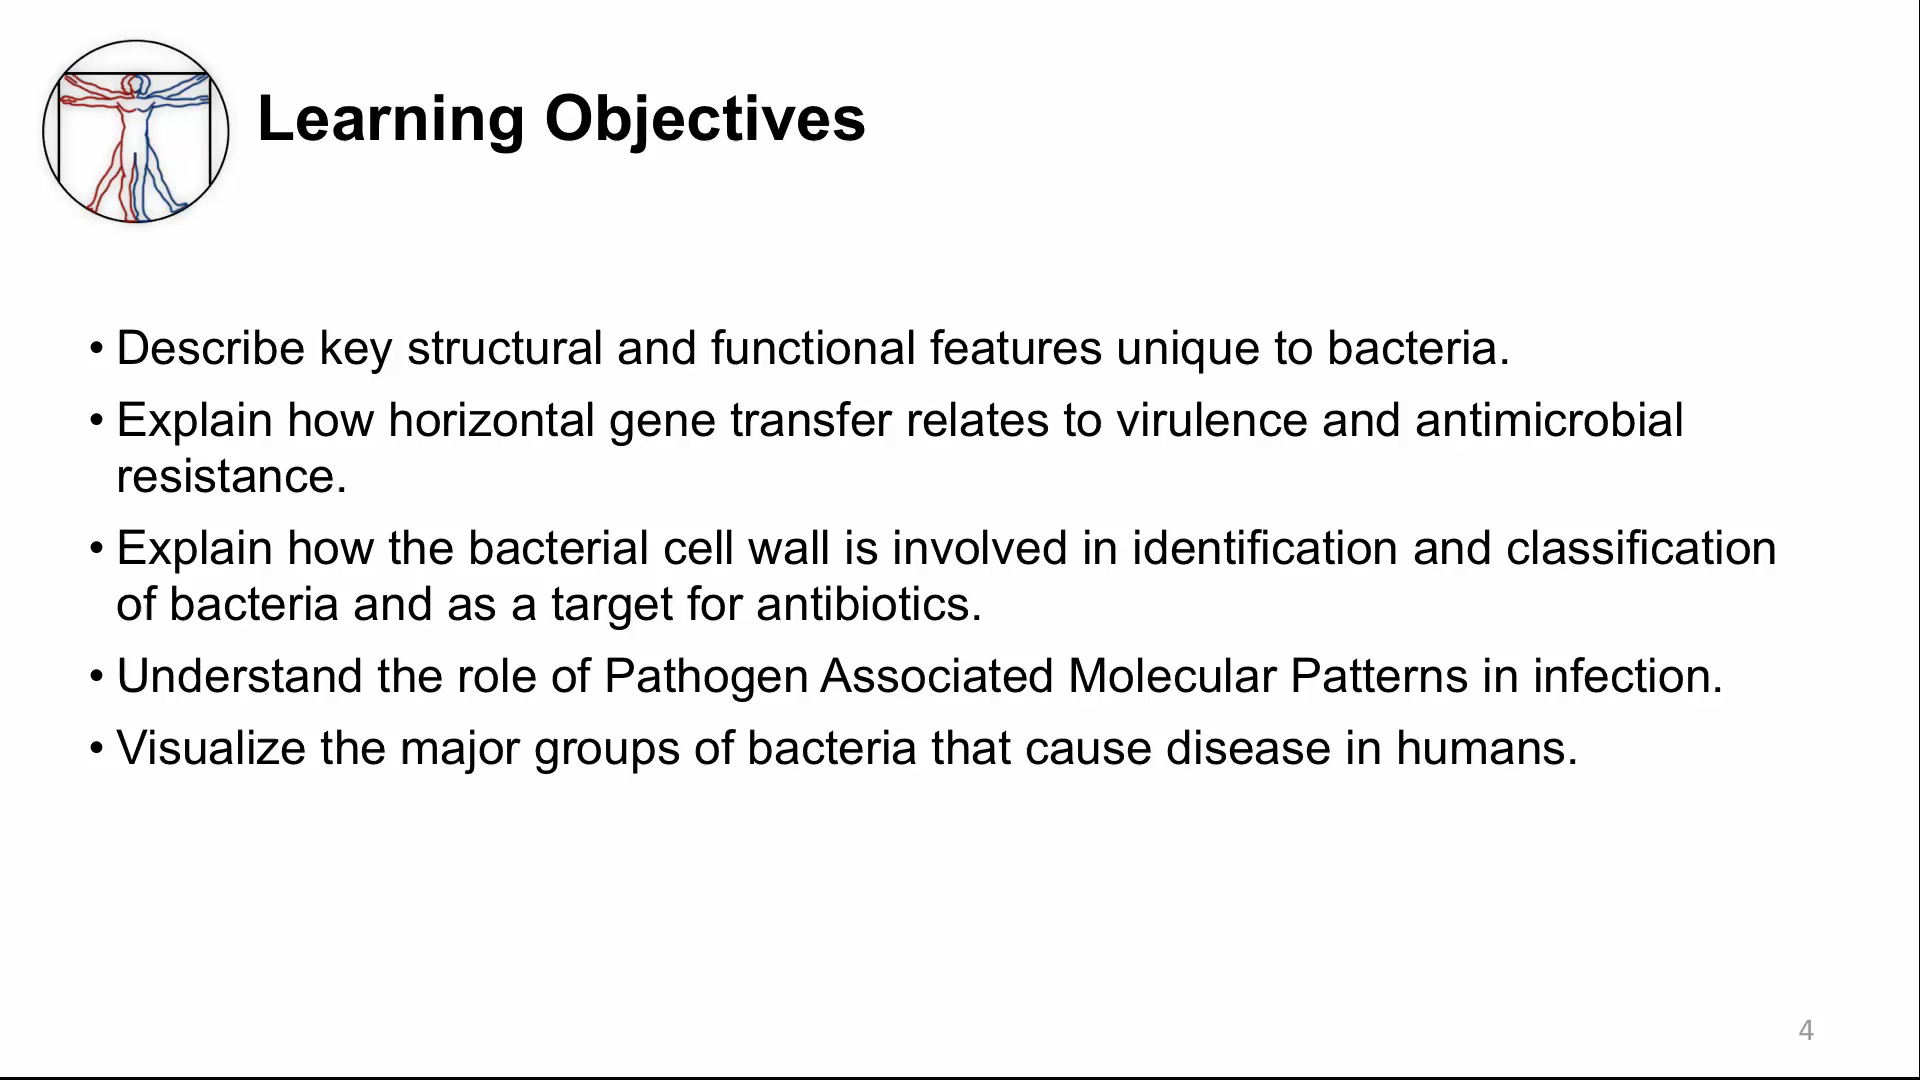 Learning Objectives
• Describe key structural and functional features unique to bacteria.
• Explain how horizontal gene transfer relates to virulence and antimicrobial
resistance.
• Explain how the bacterial cell wall is involved in identification and classification
of bacteria and as a target for antibiotics.
• Understand the role of Pathogen Associated Molecular Patterns in infection.
• Visualize the major groups of bacteria that cause disease in humans.
4